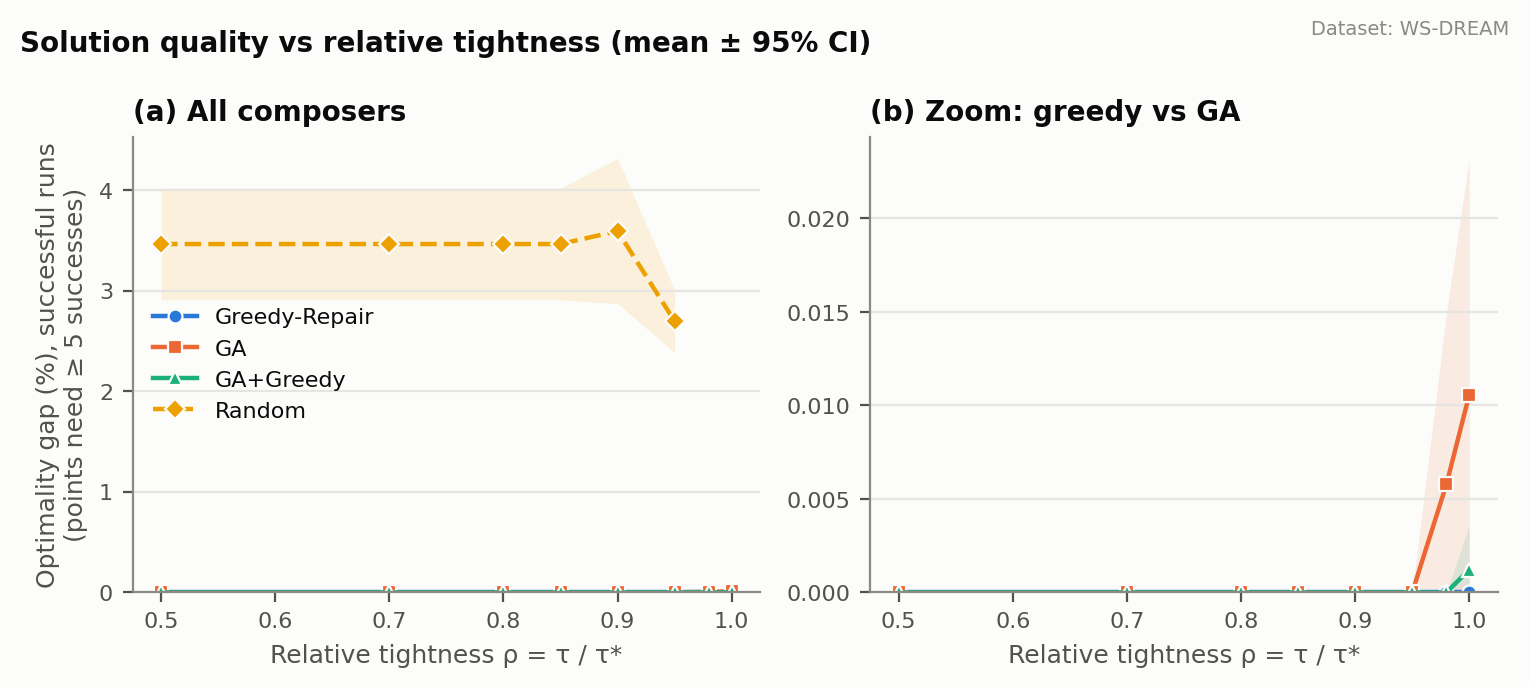 Solution quality vs relative tightness (mean ± 95% CI)
Dataset: WS-DREAM
(a) All composers
Optimality gap (%), successful runs
(points need ≥ 5 successes)
4
3
2
1
0
Greedy-Repair
GA
GA+Greedy
Random
0.5 0.6 0.7 0.8 0.9 1.0
Relative tightness ρ = τ / τ*
(b) Zoom: greedy vs GA
0.020
0.015
0.010
0.005
0.000
0.5 0.6 0.7 0.8 0.9 1.0
Relative tightness ρ = τ / τ*